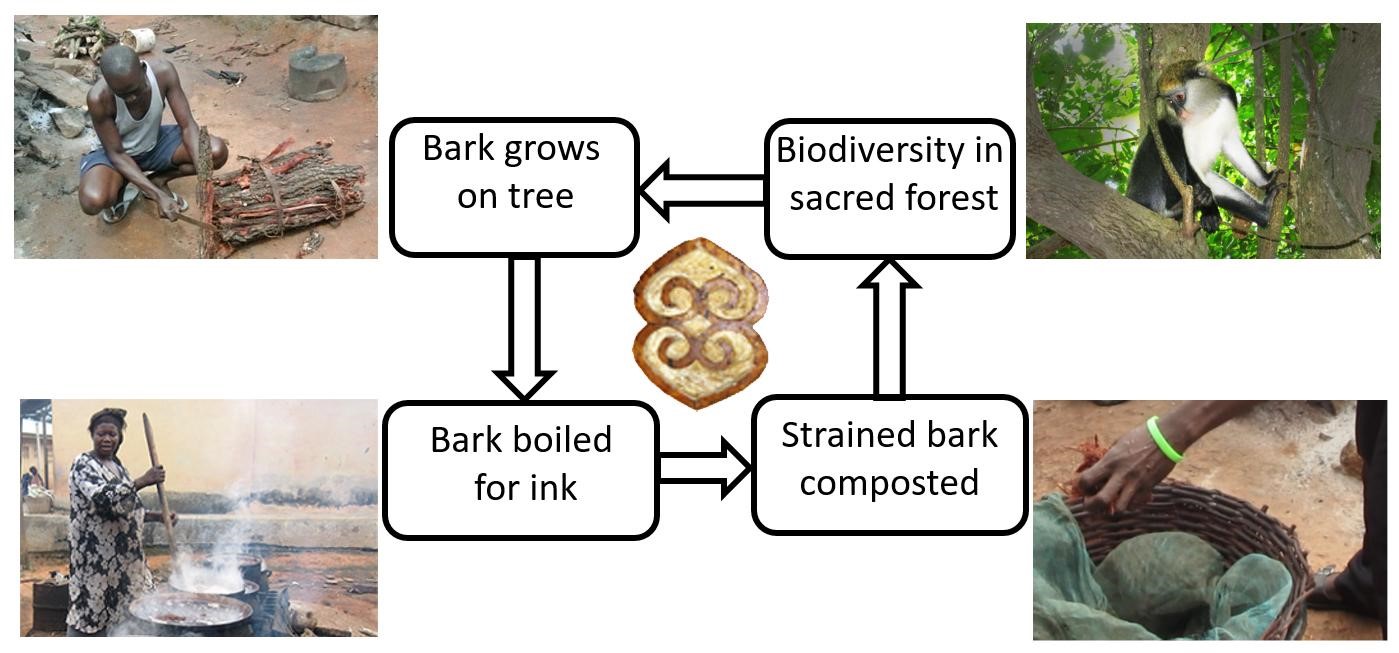 Bark grows
on tree
Biodiversity in
sacred forest
Bark boiled
for ink
Strained bark
composted